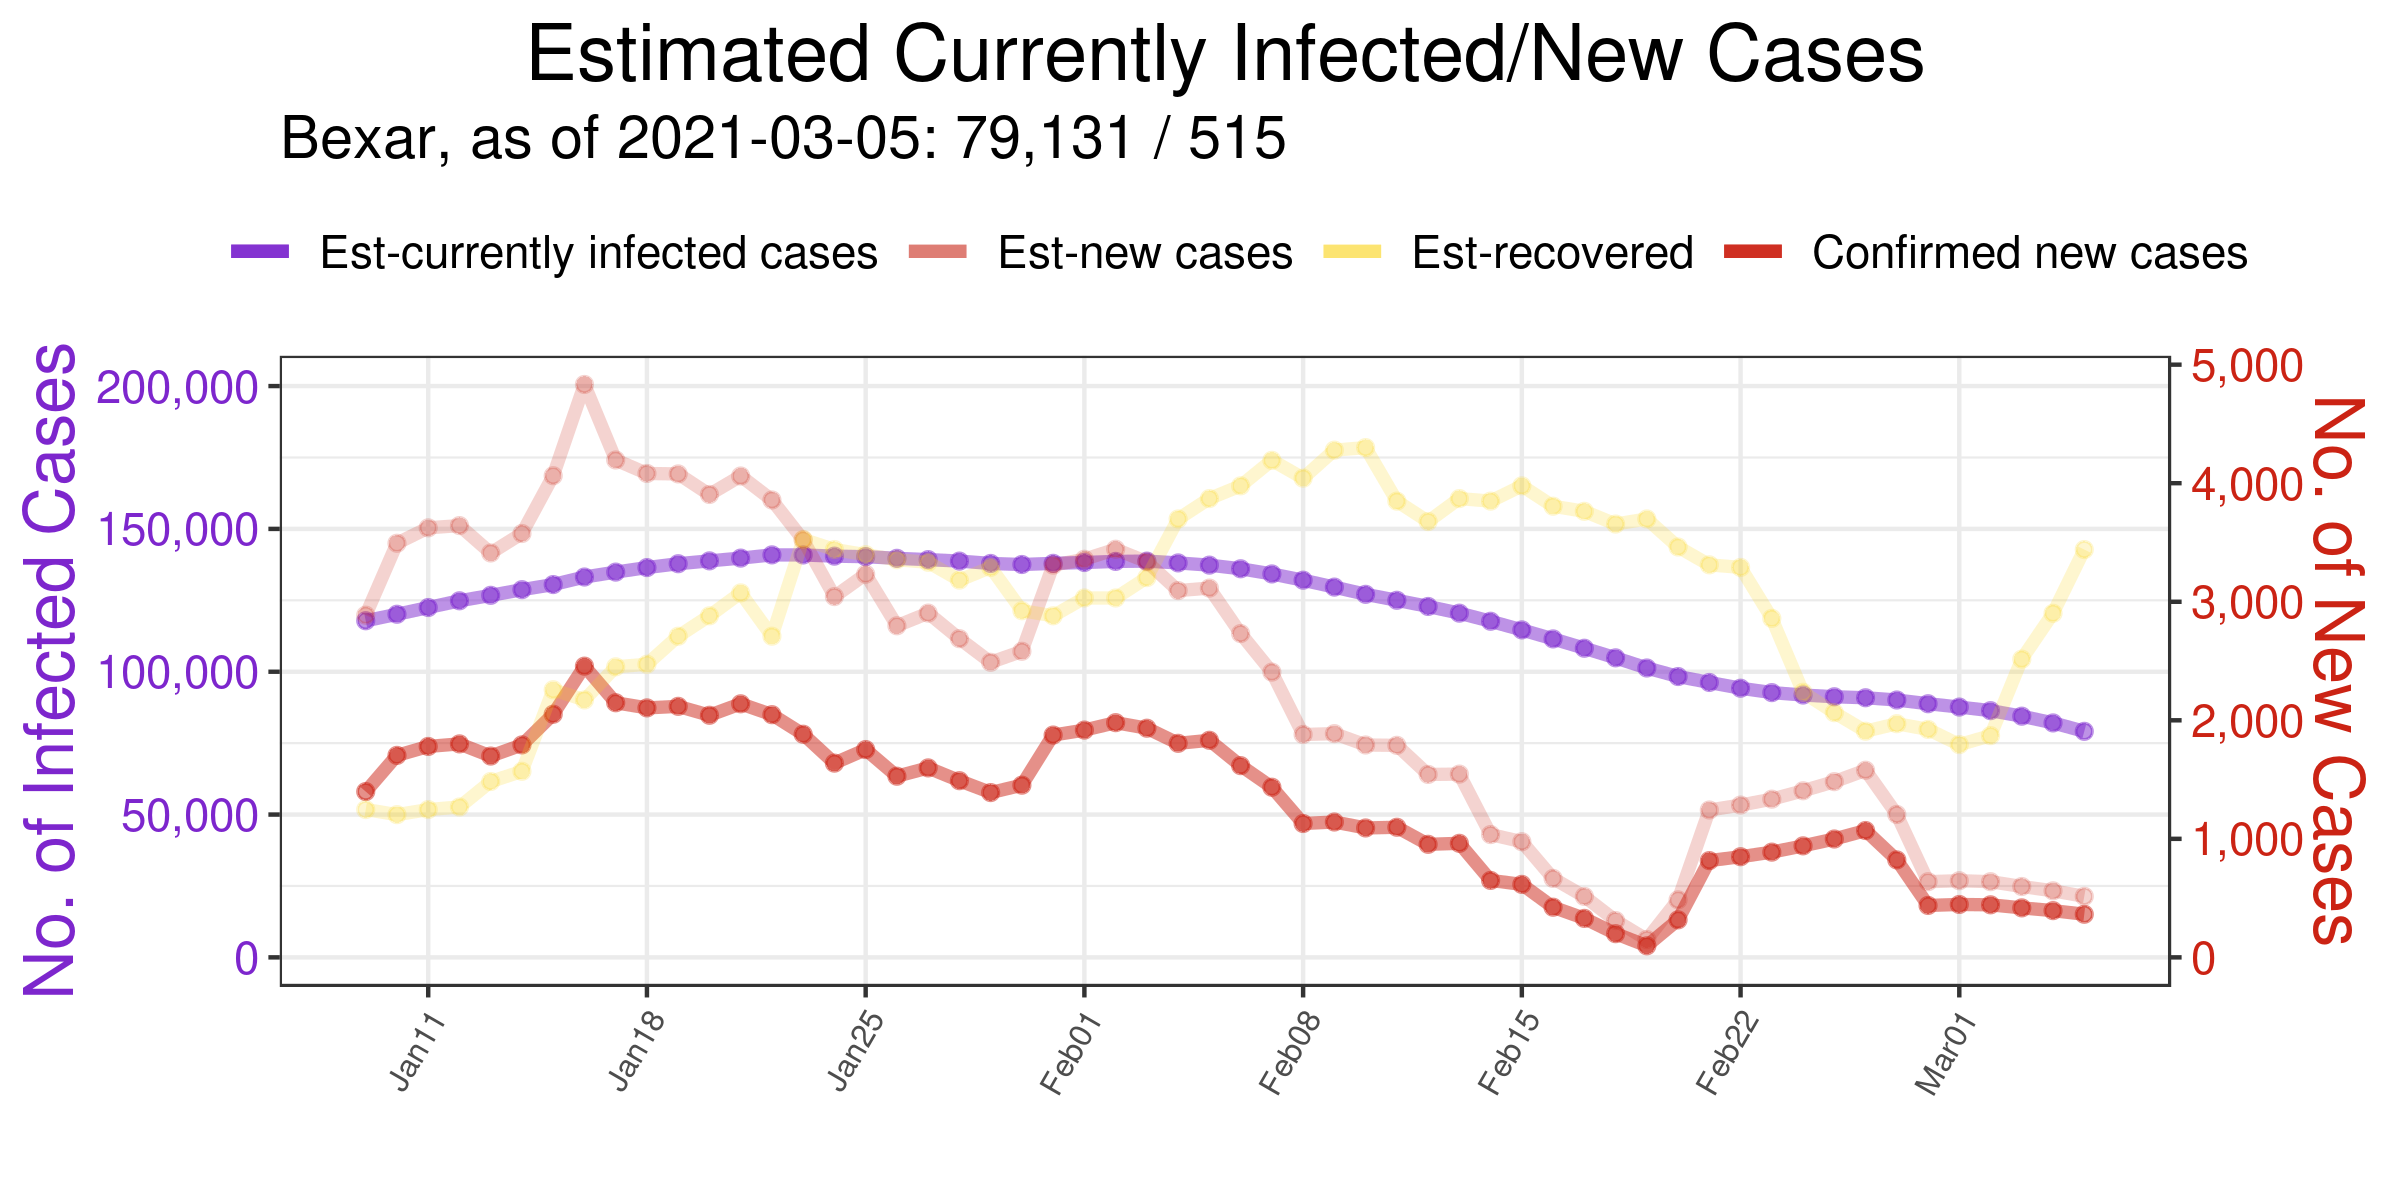 Estimated Currently Infected/New Cases
Bexar, as of 2021-03-05: 79,131 / 515
Est-currently infected cases Est-new cases Est-recovered Confirmed new cases
No. of Infected Cases
200,000
150,000
100,000
50,000
0
5,000
4,000
3,000
2,000
1,000
0
No. of New Cases
Jan11 Jan18 Jan25 Feb01 Feb08 Feb15 Feb22 Mar01